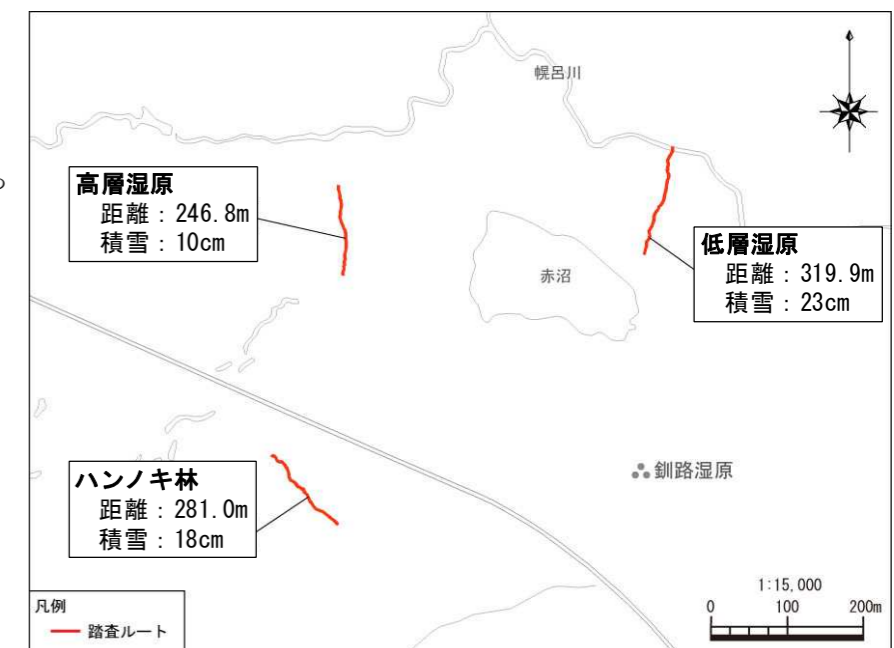 幌呂川
高層湿原
距離：246.8m
積雪：10cm
低層湿原
距離：319.9m
積雪：23cm
赤沼
ハンノキ林
距離：281.0m
積雪：18cm
釧路湿原
1:15,000
0 100 200m
凡例
踏査ルート